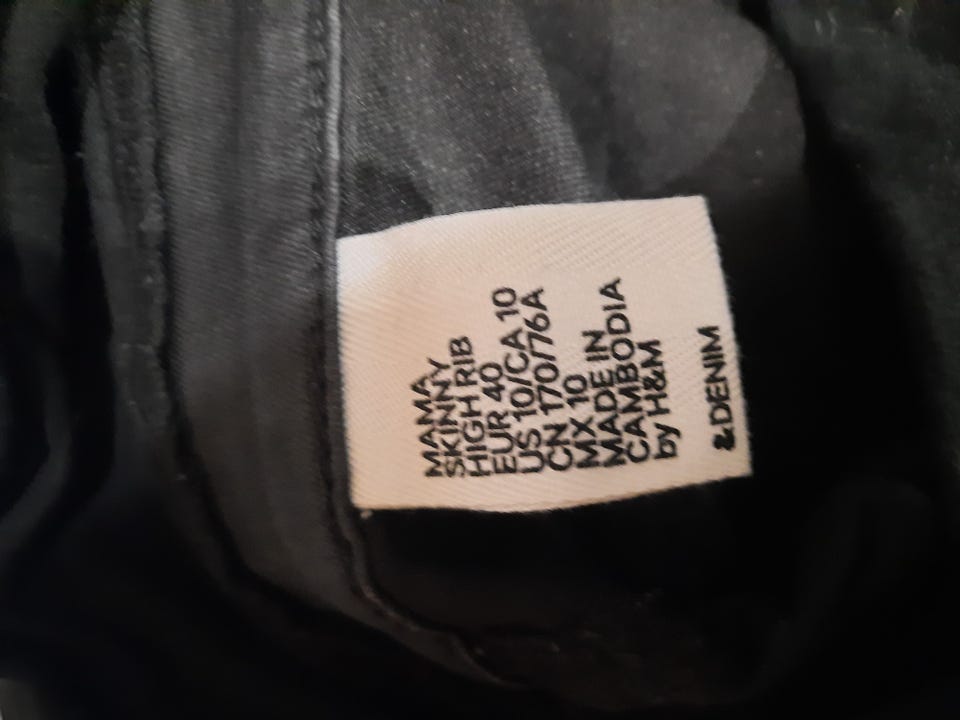 MAMA
SKINNY
HIGH RIB
EUR 40
US 10/CA 10
CN 170/76A
MX 10
MADE IN
CAMBODIA
by H&M
&DENIM